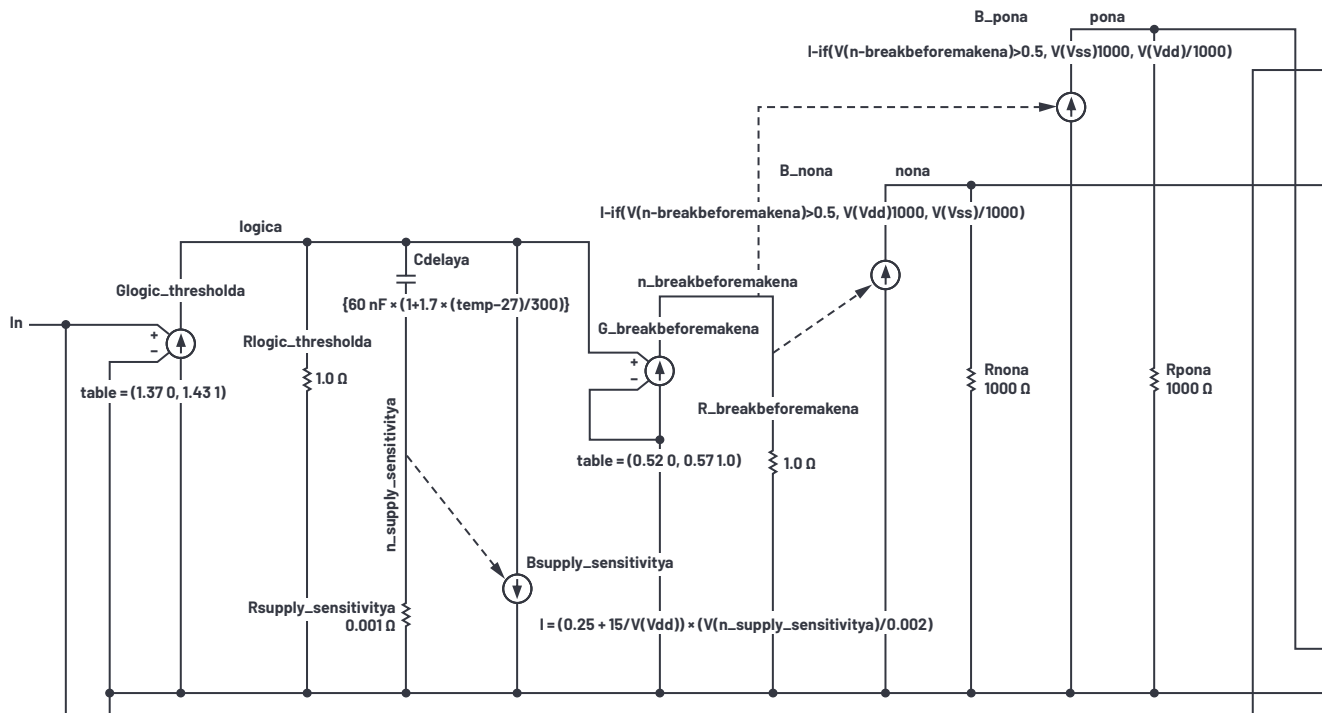 B_pona
pona
I-if(V(n-breakbeforemakena)>0.5, V(Vss)1000, V(Vdd)/1000)
B_nona
nona
I-if(V(n-breakbeforemakena)>0.5, V(Vdd)1000, V(Vss)/1000)
logica
Cdelaya
{60 nF × (1+1.7 × (temp–27)/300)}
Glogic_thresholda
In
+
–
table = (1.37 0, 1.43 1)
Rlogic_thresholda
1.0 Ω
n_supply_sensitivitya
Rsupply_sensitivitya
0.001 Ω
Bsupply_sensitivitya
I = (0.25 + 15/V(Vdd)) × (V(n_supply_sensitivitya)/0.002)
n_breakbeforemakena
G_breakbeforemakena
+
–
table = (0.52 0, 0.57 1.0)
R_breakbeforemakena
1.0 Ω
Rnona
1000 Ω
Rpona
1000 Ω